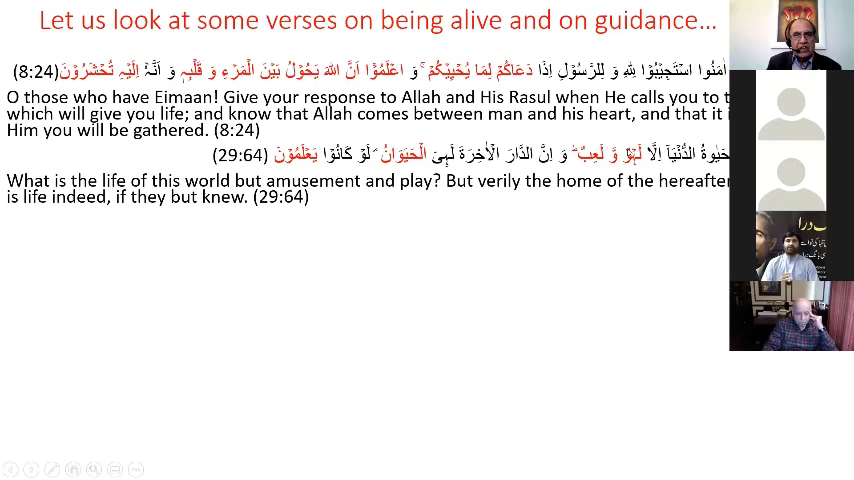 Let us look at some verses on being alive and on guidance...
اٰمَنُوا اسۡتَجِیۡبُوۡا لِلّٰہِ وَ لِلرَّسُوۡلِ اِذَا دَعَاکُمۡ لِمَا یُحۡیِیۡکُمۡ ۚ وَ اعۡلَمُوۡۤا اَنَّ اللّٰہَ یَحُوۡلُ بَیۡنَ الۡمَرۡءِ وَ قَلۡبِہٖ وَ اَنَّہٗۤ اِلَیۡہِ تُحۡشَرُوۡنَ(8:24)
O those who have Eimaan! Give your response to Allah and His Rasul when He calls you to t
which will give you life; and know that Allah comes between man and his heart, and that it i
Him you will be gathered. (8:24)
حَیٰوۃُ الدُّنۡیَاۤ اِلَّا لَہۡوٌ وَّ لَعِبٌ ؕ وَ اِنَّ الدَّارَ الۡاٰخِرَۃَ لَہِیَ الۡحَیَوَانُ ۘ لَوۡ کَانُوۡا یَعۡلَمُوۡنَ (29:64)
What is the life of this world but amusement and play? But verily the home of the hereafter
is life indeed, if they but knew. (29:64)